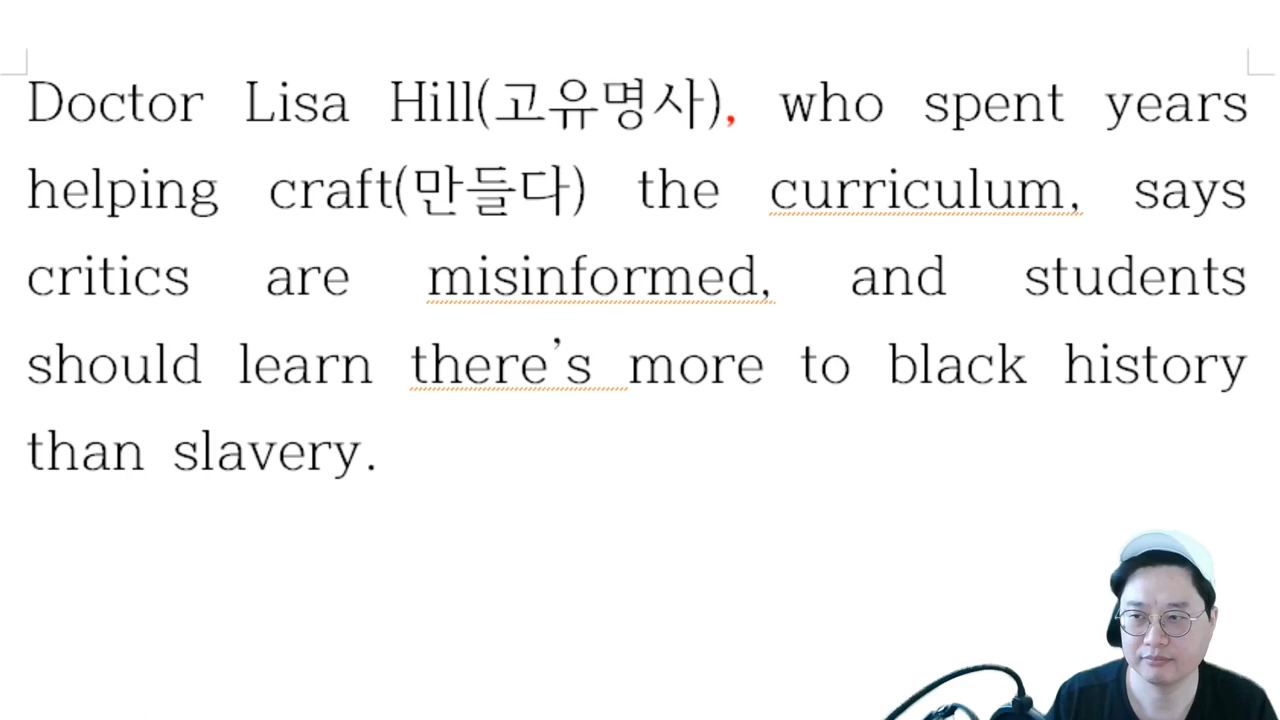 Doctor Lisa Hill(고유명사), who spent years
helping craft(만들다) the curriculum, says
critics are misinformed, and students
should learn there's more to black history
than slavery.